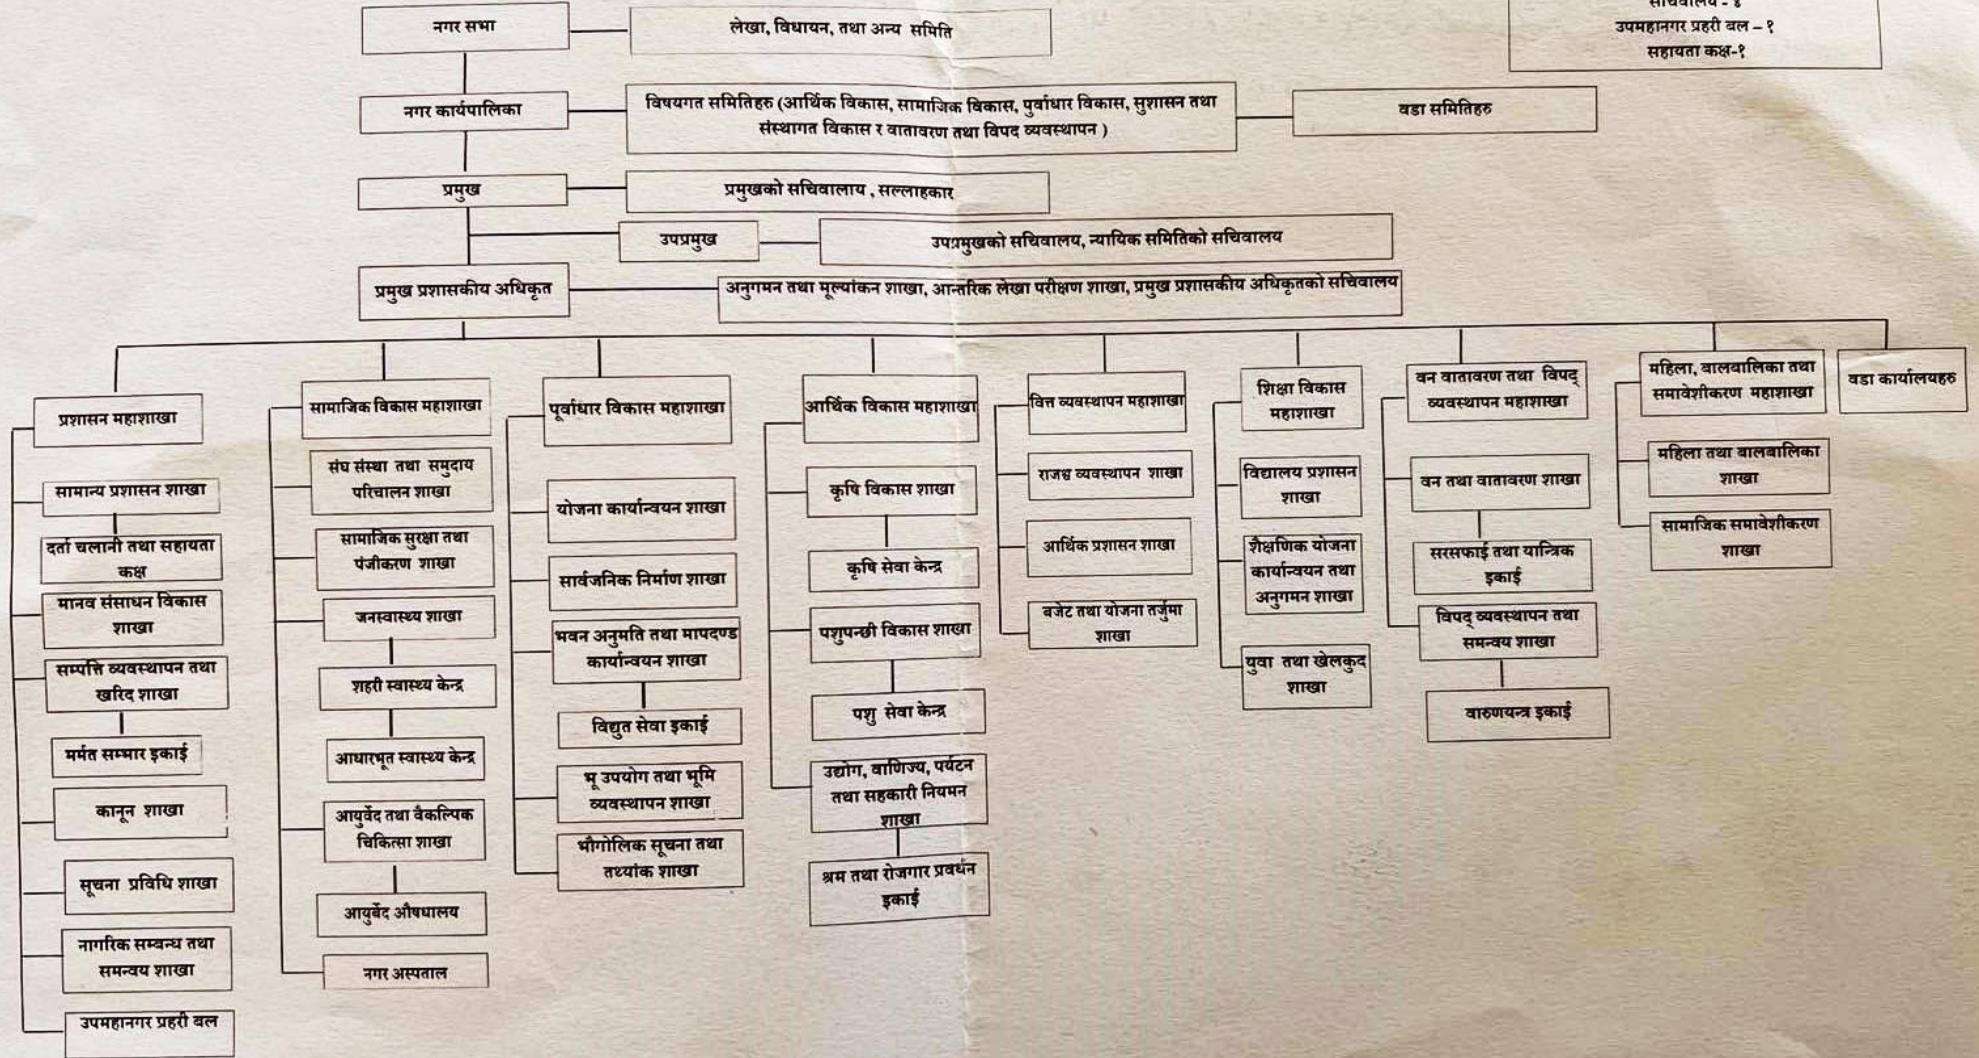 सचिवालय - ४
उपमहानगर प्रहरी बल – १
सहायता कक्ष-१
नगर सभा
लेखा, विधायन, तथा अन्य समिति
नगर कार्यपालिका
विषयगत समितिहरु (आर्थिक विकास, सामाजिक विकास, पुर्वाधार विकास, सुशासन तथा
संस्थागत विकास र वातावरण तथा विपद व्यवस्थापन )
वडा समितिहरु
प्रमुख
प्रमुखको सचिवालाय , सल्लाहकार
उपप्रमुख
उपप्रमुखको सचिवालय, न्यायिक समितिको सचिवालय
प्रमुख प्रशासकीय अधिकृत
अनुगमन तथा मूल्यांकन शाखा, आन्तरिक लेखा परीक्षण शाखा, प्रमुख प्रशासकीय अधिकृतको सचिवालय
प्रशासन महाशाखा
सामान्य प्रशासन शाखा
दर्ता चलानी तथा सहायता
कक्ष
मानव संसाधन विकास
शाखा
सम्पत्ति व्यवस्थापन तथा
खरिद शाखा
मर्मत सम्भार इकाई
कानून शाखा
सूचना प्रविधि शाखा
नागरिक सम्बन्ध तथा
समन्वय शाखा
उपमहानगर प्रहरी बल
सामाजिक विकास महाशाखा
संघ संस्था तथा समुदाय
परिचालन शाखा
सामाजिक सुरक्षा तथा
पंजीकरण शाखा
जनस्वास्थ्य शाखा
शहरी स्वास्थ्य केन्द्र
आधारभूत स्वास्थ्य केन्द्र
आयुर्वेद तथा वैकल्पिक
चिकित्सा शाखा
आयुर्बेद औषधालय
नगर अस्पताल
पूर्वाधार विकास महाशाखा
योजना कार्यान्वयन शाखा
सार्वजनिक निर्माण शाखा
भवन अनुमति तथा मापदण्ड
कार्यान्वयन शाखा
विद्युत सेवा इकाई
भू उपयोग तथा भूमि
व्यवस्थापन शाखा
भौगोलिक सूचना तथा
तथ्यांक शाखा
आर्थिक विकास महाशाखा
कृषि विकास शाखा
कृषि सेवा केन्द्र
पशुपन्छी विकास शाखा
पशु सेवा केन्द्र
उद्योग, वाणिज्य, पर्यटन
तथा सहकारी नियमन
शाखा
श्रम तथा रोजगार प्रवर्धन
इकाई
वित्त व्यवस्थापन महाशाखा
राजश्व व्यवस्थापन शाखा
आर्थिक प्रशासन शाखा
बजेट तथा योजना तर्जुमा
शाखा
शिक्षा विकास
महाशाखा
विद्यालय प्रशासन
शाखा
शैक्षणिक योजना
कार्यान्वयन तथा
अनुगमन शाखा
युवा तथा खेलकुद
शाखा
वन वातावरण तथा विपद्
व्यवस्थापन महाशाखा
वन तथा वातावरण शाखा
सरसफाई तथा यान्त्रिक
इकाई
विपद् व्यवस्थापन तथा
समन्वय शाखा
वारुणयन्त्र इकाई
महिला, बालबालिका तथा
समावेशीकरण महाशाखा
महिला तथा बालबालिका
शाखा
सामाजिक समावेशीकरण
शाखा
वडा कार्यालयहरु